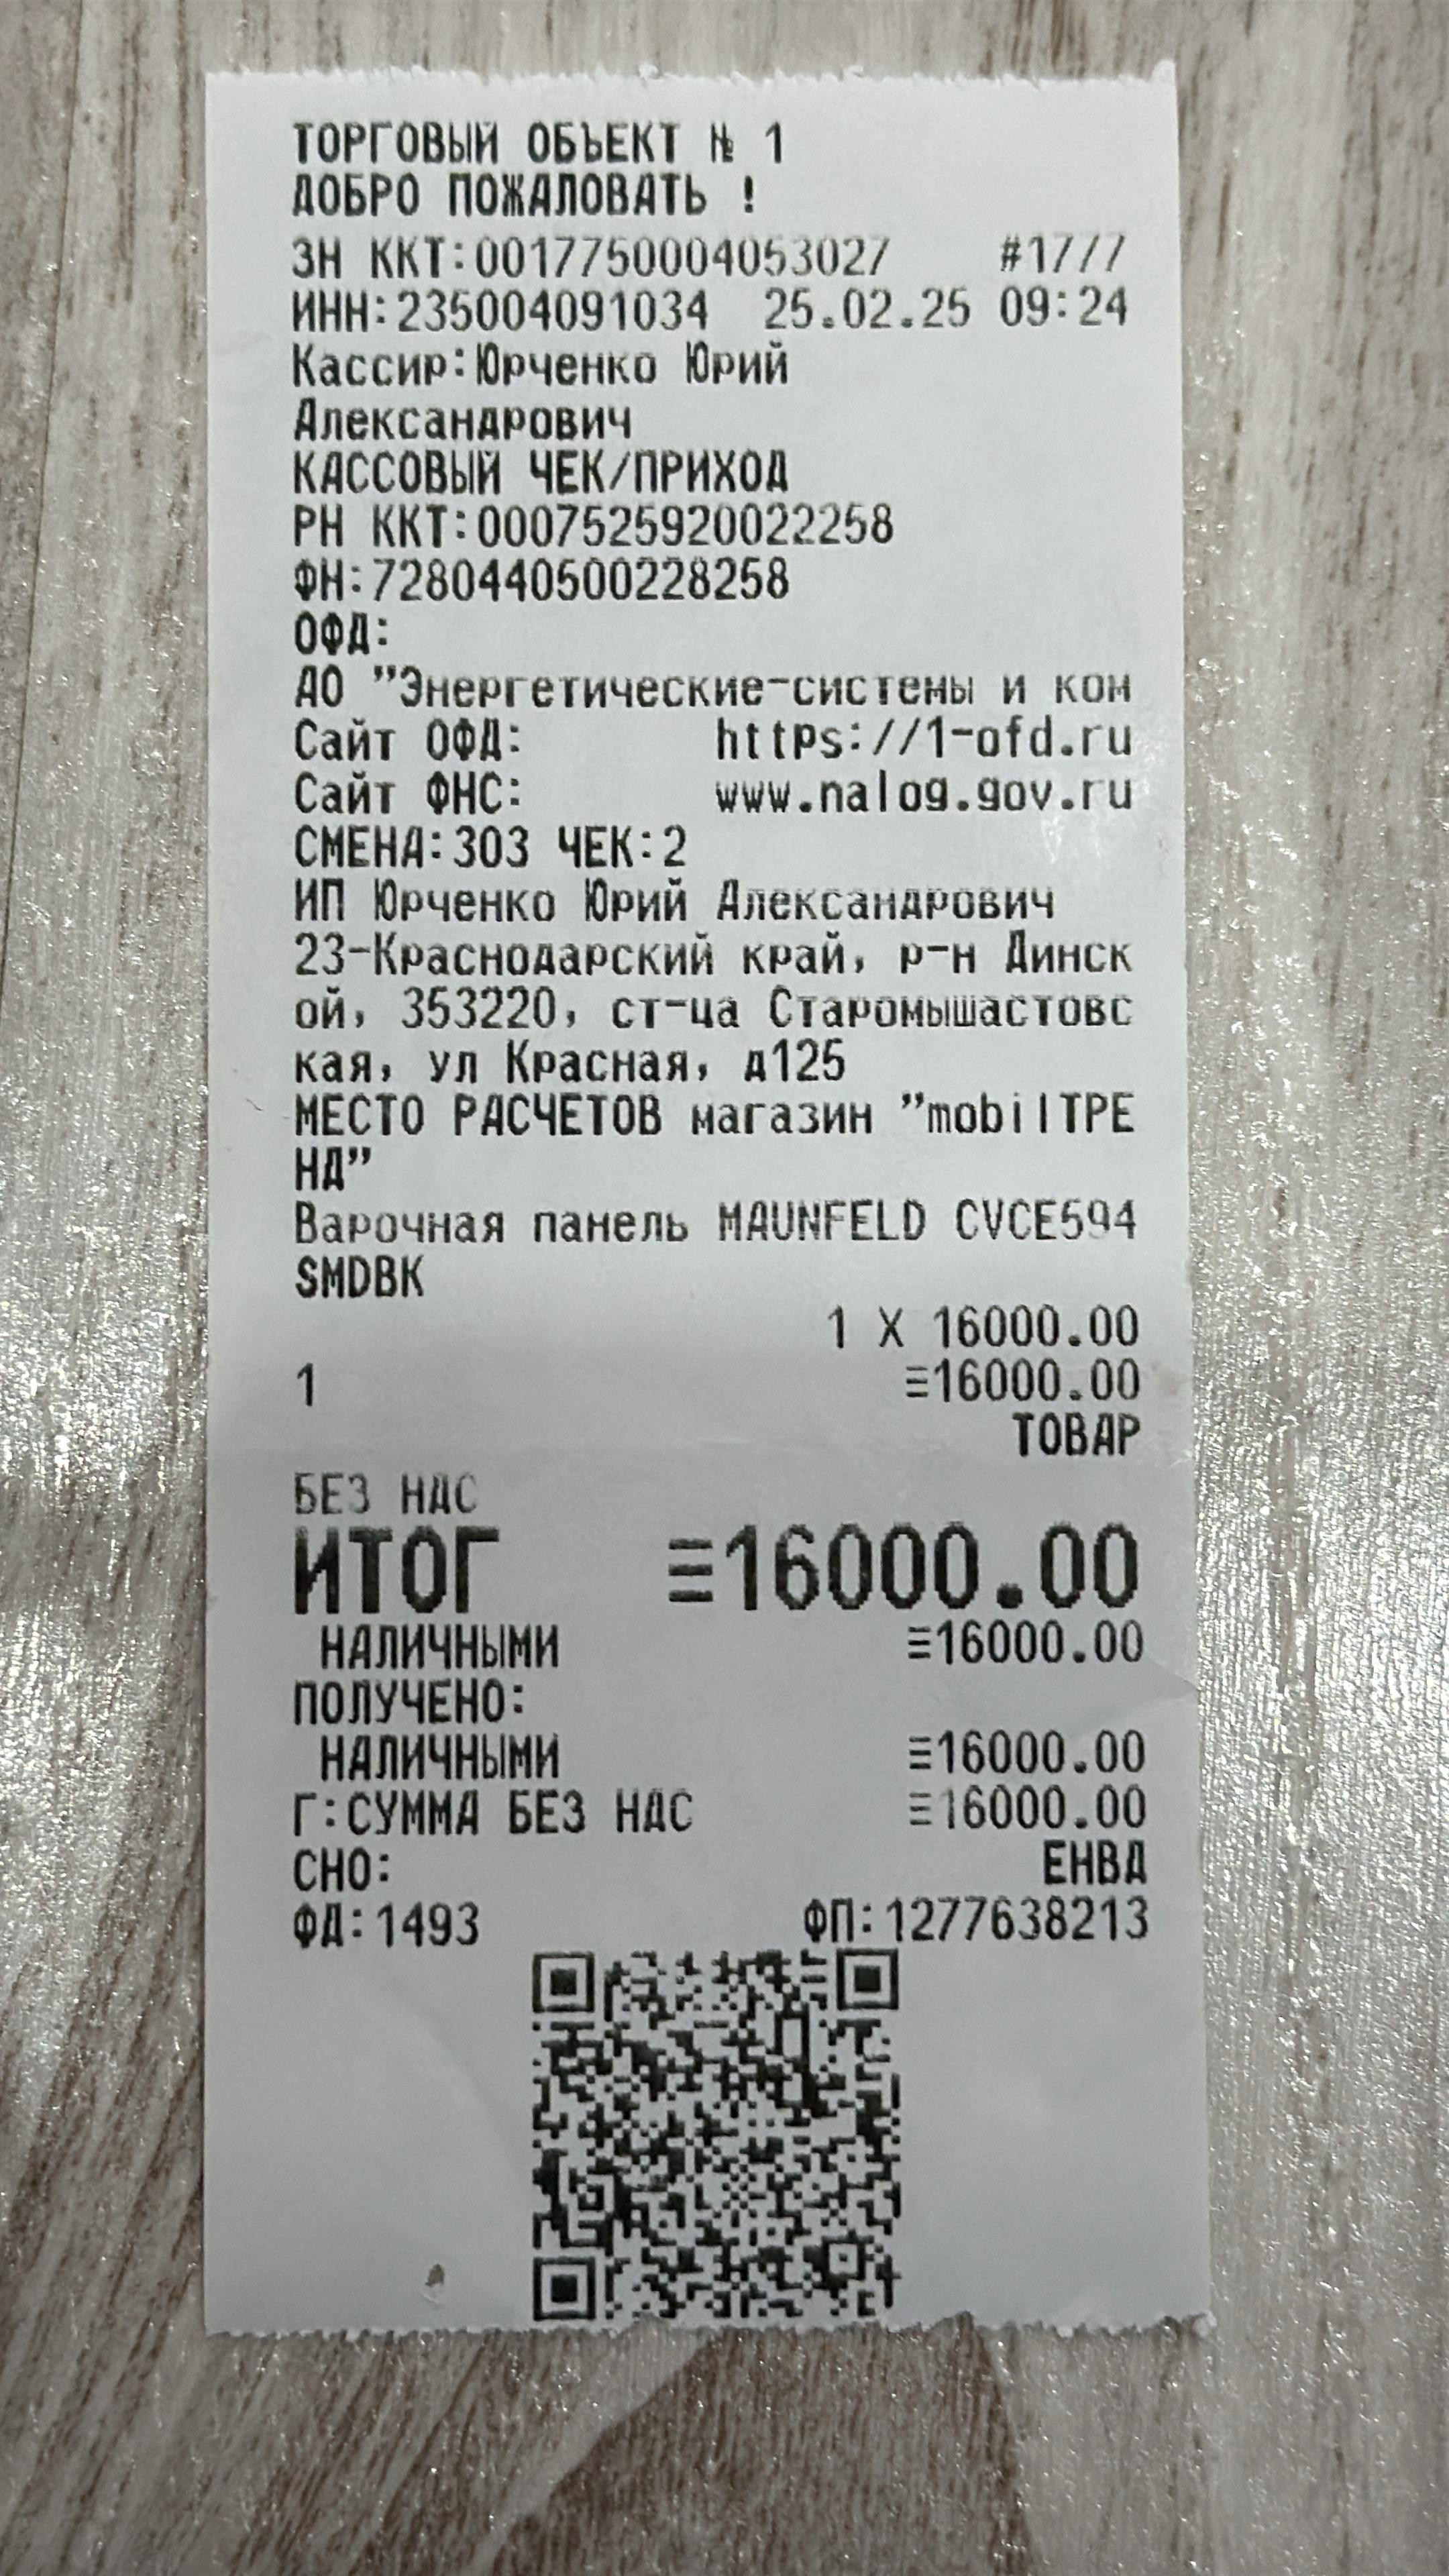 ТОРГОВЫЙ ОБЪЕКТ № 1
ДОБРО ПОЖАЛОВАТЬ !
ЗН ККТ:0017750004053027 #1777
ИНН:235004091034 25.02.25 09:24
Кассир:Юрченко Юрий
Александрович
КАССОВЫЙ ЧЕК/ПРИХОД
РН ККТ:0007525920022258
ФН:7280440500228258
ОФД:
АО "Энергетические-системы и ком
Сайт ОФД: https://1-ofd.ru
Сайт ФНС: www.nalog.gov.ru
СМЕНА:303 ЧЕК:2
ИП Юрченко Юрий Александрович
23-Краснодарский край, р-н Динск
ой, 353220, ст-ца Старомышастовс
кая, ул Красная, д125
МЕСТО РАСЧЕТОВ магазин "mobilТРЕ
НД"
Варочная панель MAUNFELD CVCE594
SMDBK
1 X 16000.00
1 ≡16000.00
ТОВАР
БЕЗ НДС
ИТОГ ≡16000.00
НАЛИЧНЫМИ ≡16000.00
ПОЛУЧЕНО:
НАЛИЧНЫМИ ≡16000.00
Г:СУММА БЕЗ НДС ≡16000.00
СНО: ЕНВД
ФД:1493 ФП:1277638213